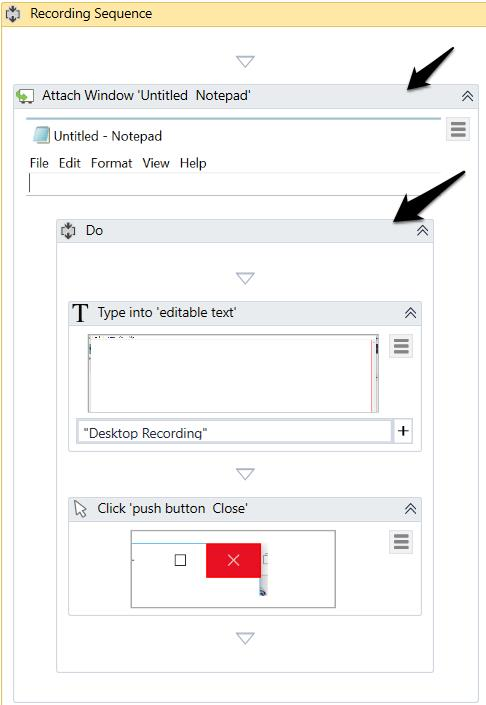 Recording Sequence
Attach Window 'Untitled  Notepad'
Untitled - Notepad
File Edit Format View Help
Do
T Type into 'editable text'
"Desktop Recording"
Click 'push button  Close'